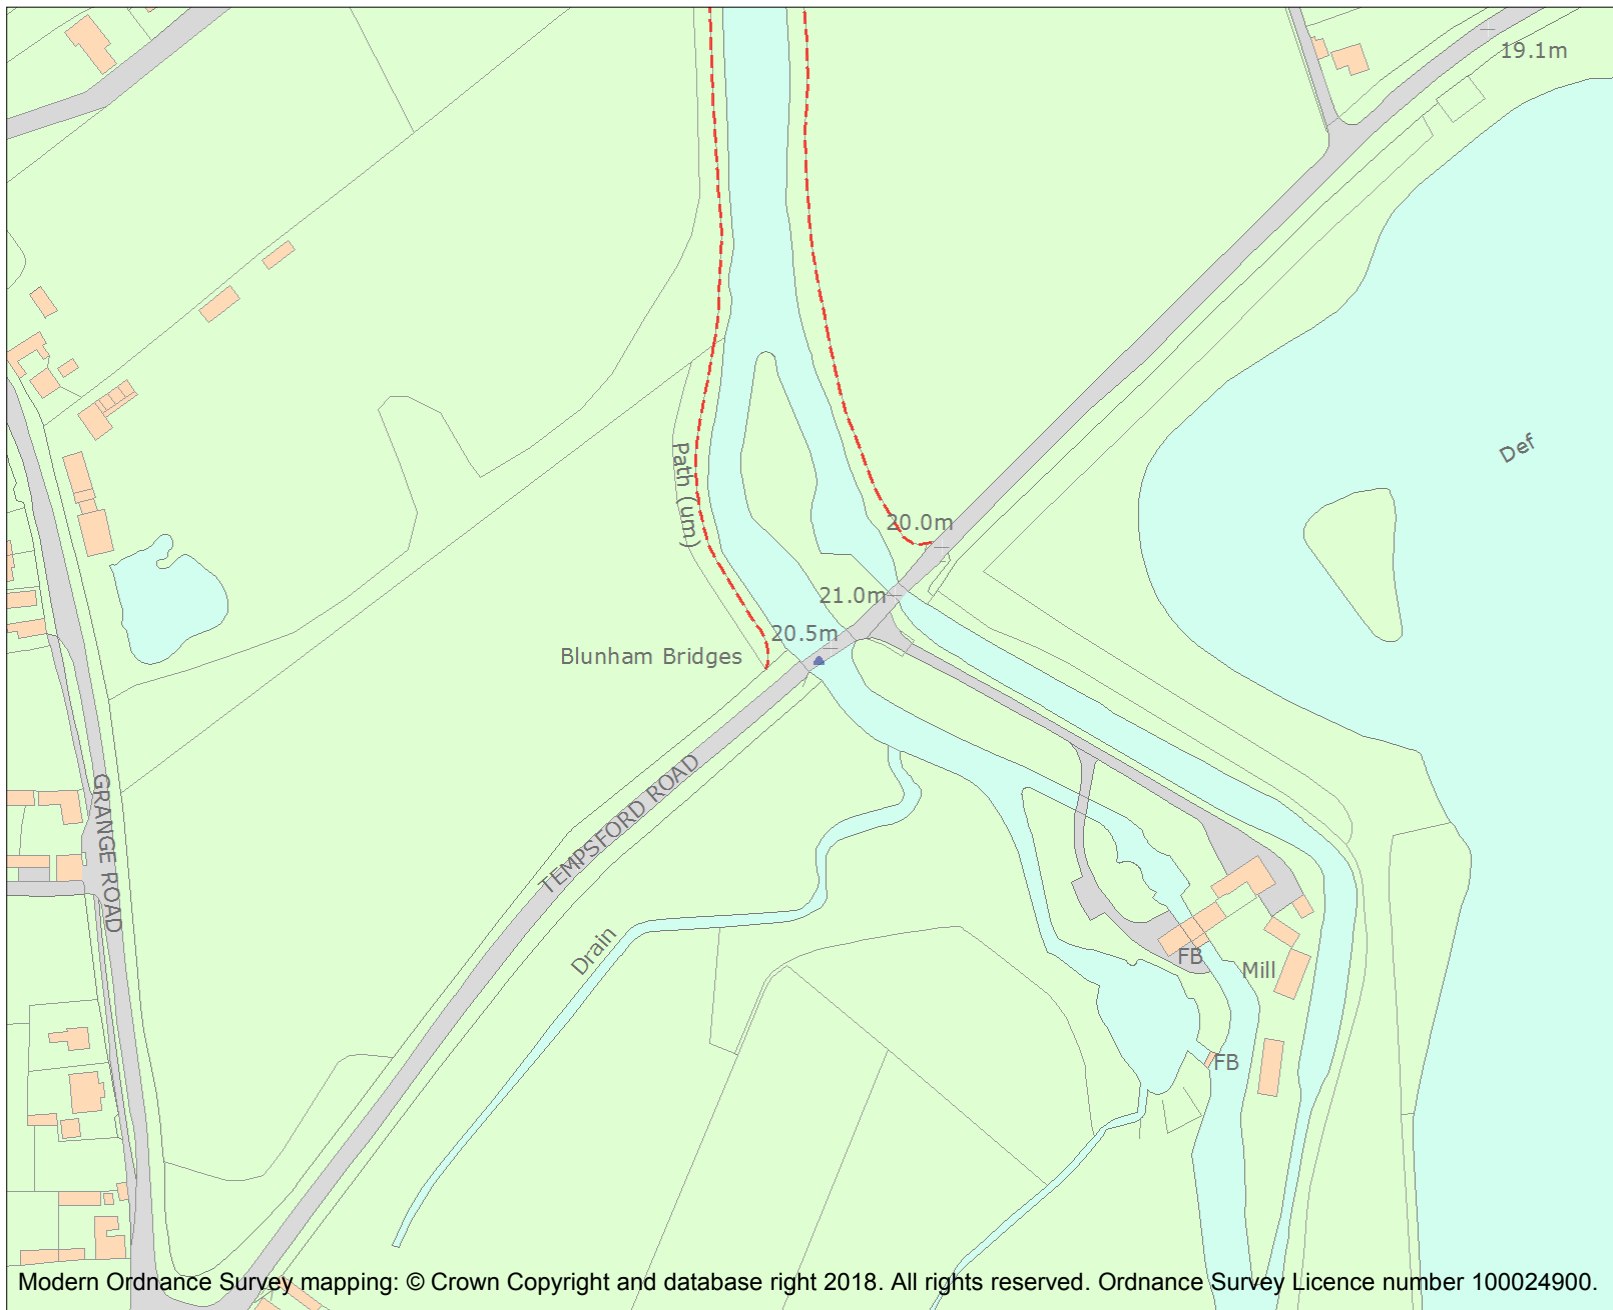 19.1m
Def
Path (um)
20.0m
21.0m
20.5m
Blunham Bridges
TEMPSFORD ROAD
GRANGE ROAD
Drain
FB
Mill
FB
Modern Ordnance Survey mapping: © Crown Copyright and database right 2018. All rights reserved. Ordnance Survey Licence number 100024900.